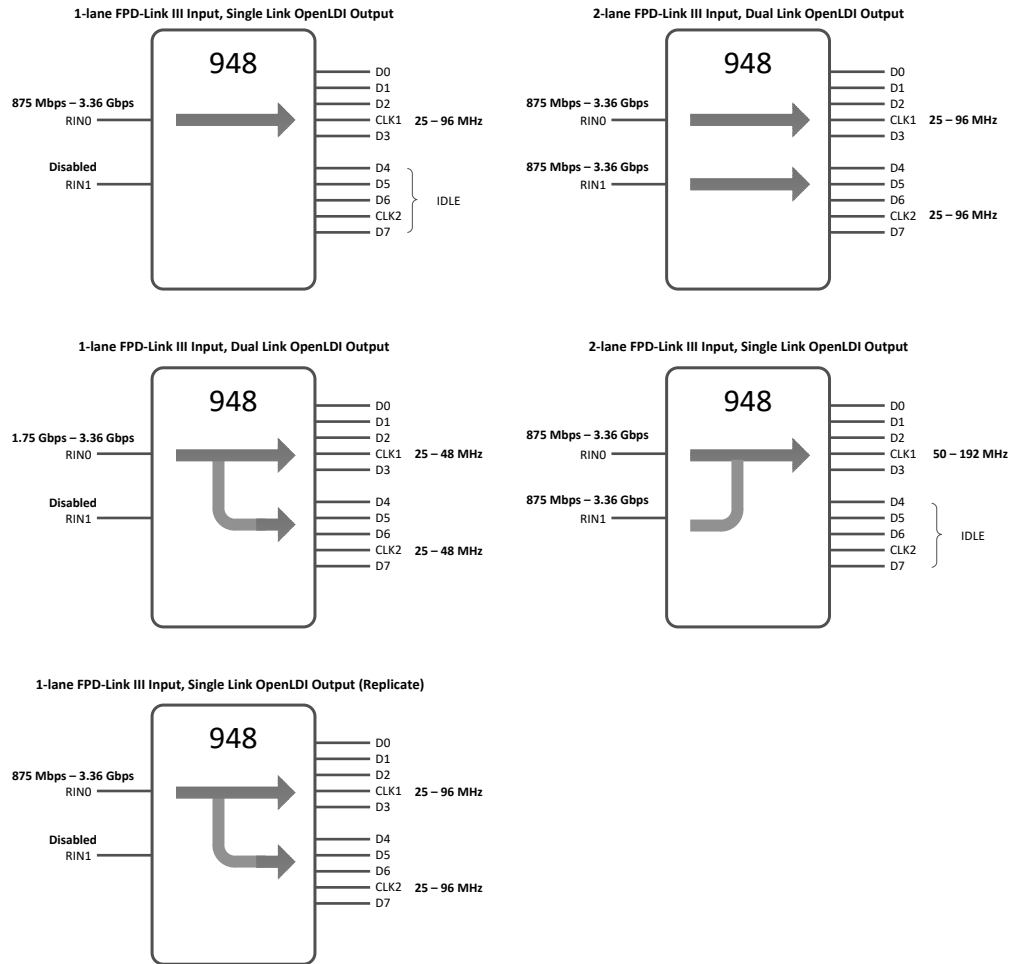 1-lane FPD-Link III Input, Single Link OpenLDI Output
948
875 Mbps – 3.36 Gbps
RIN0
Disabled
RIN1
D0
D1
D2
CLK1 25 – 96 MHz
D3
D4
D5
D6
CLK2
D7
IDLE
2-lane FPD-Link III Input, Dual Link OpenLDI Output
948
875 Mbps – 3.36 Gbps
RIN0
875 Mbps – 3.36 Gbps
RIN1
D0
D1
D2
CLK1 25 – 96 MHz
D3
D4
D5
D6
CLK2 25 – 96 MHz
D7
1-lane FPD-Link III Input, Dual Link OpenLDI Output
948
1.75 Gbps – 3.36 Gbps
RIN0
Disabled
RIN1
D0
D1
D2
CLK1 25 – 48 MHz
D3
D4
D5
D6
CLK2 25 – 48 MHz
D7
2-lane FPD-Link III Input, Single Link OpenLDI Output
948
875 Mbps – 3.36 Gbps
RIN0
875 Mbps – 3.36 Gbps
RIN1
D0
D1
D2
CLK1 50 – 192 MHz
D3
D4
D5
D6
CLK2
D7
IDLE
1-lane FPD-Link III Input, Single Link OpenLDI Output (Replicate)
948
875 Mbps – 3.36 Gbps
RIN0
Disabled
RIN1
D0
D1
D2
CLK1 25 – 96 MHz
D3
D4
D5
D6
CLK2 25 – 96 MHz
D7